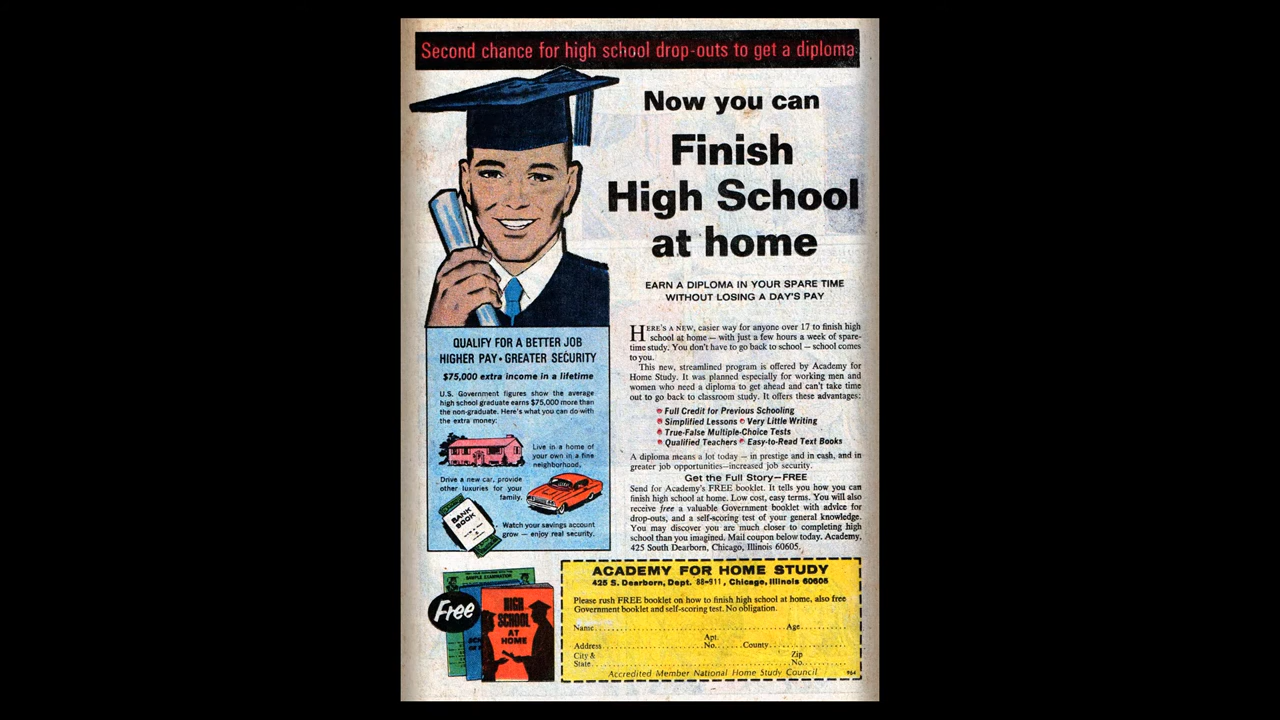 Second chance for high school drop-outs to get a diploma
Now you can
Finish
High School
at home
EARN A DIPLOMA IN YOUR SPARE TIME
WITHOUT LOSING A DAY'S PAY
QUALIFY FOR A BETTER JOB
HIGHER PAY • GREATER SECURITY
$75,000 extra income in a lifetime
U.S. Government figures show the average
high school graduate earns $75,000 more than
the non-graduate. Here's what you can do with
the extra money:
Live in a home of
your own in a fine
neighborhood.
Drive a new car, provide
other luxuries for your
family.
BANK
BOOK
Watch your savings account
grow — enjoy real security.
HERE'S A NEW, easier way for anyone over 17 to finish high
school at home — with just a few hours a week of spare-
time study. You don't have to go back to school — school comes
to you.
This new, streamlined program is offered by Academy for
Home Study. It was planned especially for working men and
women who need a diploma to get ahead and can't take time
out to go back to classroom study. It offers these advantages:
• Full Credit for Previous Schooling
• Simplified Lessons • Very Little Writing
• True-False Multiple-Choice Tests
• Qualified Teachers • Easy-to-Read Text Books
A diploma means a lot today — in prestige and in cash, and in
greater job opportunities—increased job security.
Get the Full Story—FREE
Send for Academy's FREE booklet. It tells you how you can
finish high school at home. Low cost, easy terms. You will also
receive free a valuable Government booklet with advice for
drop-outs, and a self-scoring test of your general knowledge.
You may discover you are much closer to completing high
school than you imagined. Mail coupon below today. Academy,
425 South Dearborn, Chicago, Illinois 60605.
SAMPLE EXAMINATION
Free
HIGH
SCHOOL
AT
HOME
ACADEMY FOR HOME STUDY
425 S. Dearborn, Dept. 88-911, Chicago, Illinois 60605
Please rush FREE booklet on how to finish high school at home, also free
Government booklet and self-scoring test. No obligation.
Name Age
Address Apt. No. County
City & State Zip No.
Accredited Member National Home Study Council 984